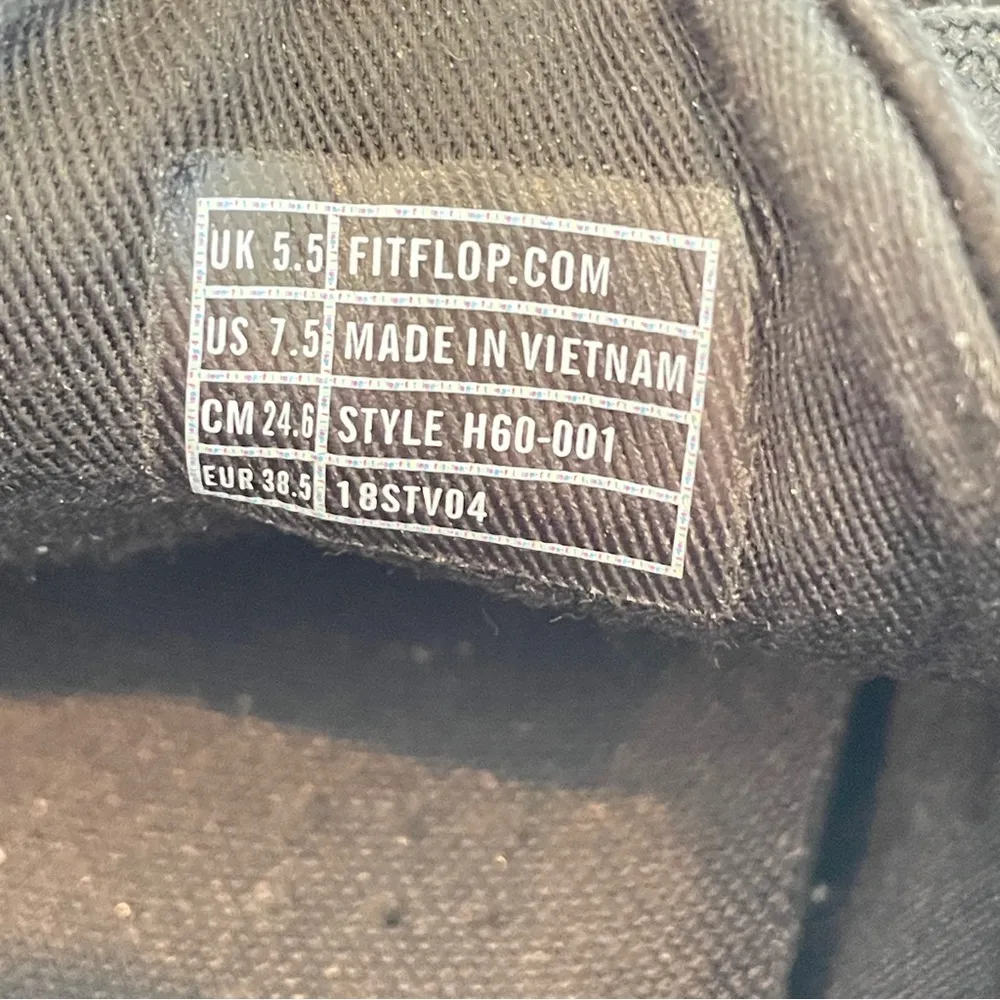 UK 5.5 FITFLOP.COM
US 7.5 MADE IN VIETNAM
CM 24.6 STYLE H60-001
EUR 38.5 18STV04